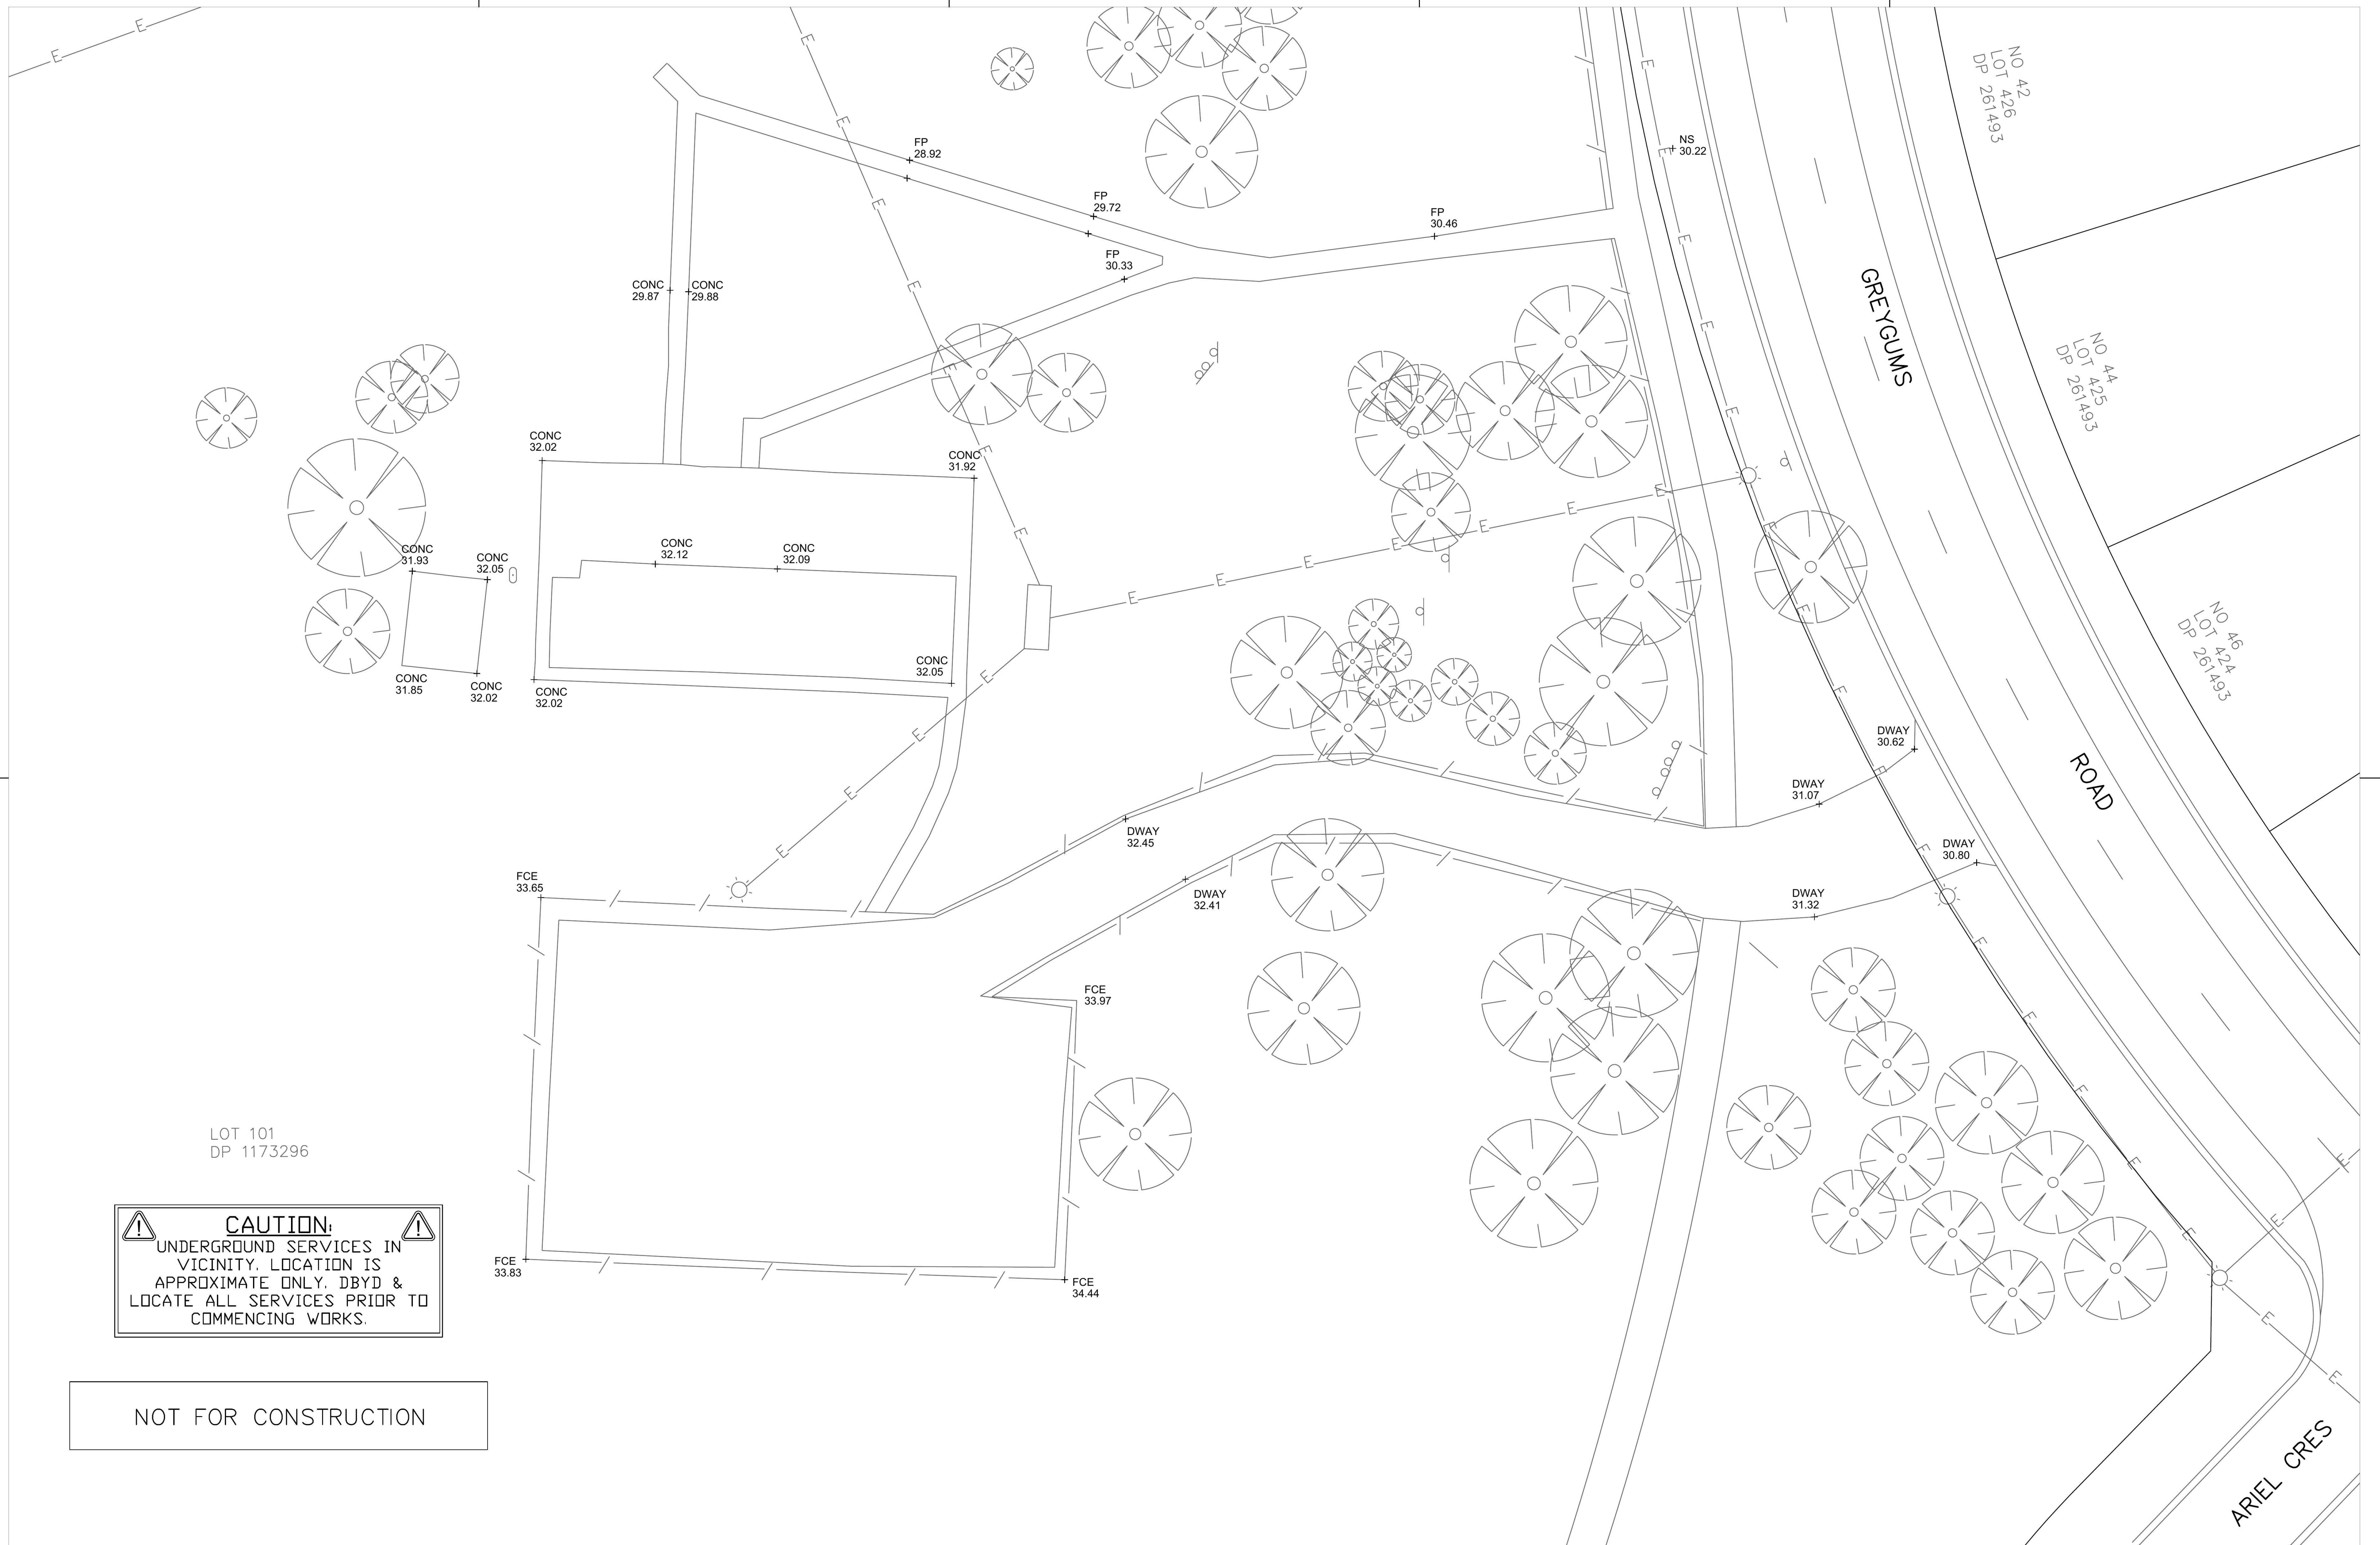 NO 42
LOT 426
DP 261493
FP
28.92
NS
30.22
FP
29.72
FP
30.46
FP
30.33
CONC
29.87
CONC
29.88
GREYGUMS
NO 44
LOT 425
DP 261493
CONC
32.02
CONC
31.92
CONC
31.93
CONC
32.05
CONC
32.12
CONC
32.09
CONC
32.05
CONC
31.85
CONC
32.02
CONC
32.02
NO 46
LOT 424
DP 261493
DWAY
30.62
ROAD
DWAY
31.07
DWAY
32.45
DWAY
30.80
FCE
33.65
DWAY
32.41
DWAY
31.32
FCE
33.97
LOT 101
DP 1173296
CAUTION:
UNDERGROUND SERVICES IN
VICINITY. LOCATION IS
APPROXIMATE ONLY. DBYD &
LOCATE ALL SERVICES PRIOR TO
COMMENCING WORKS.
FCE
33.83
FCE
34.44
NOT FOR CONSTRUCTION
ARIEL CRES